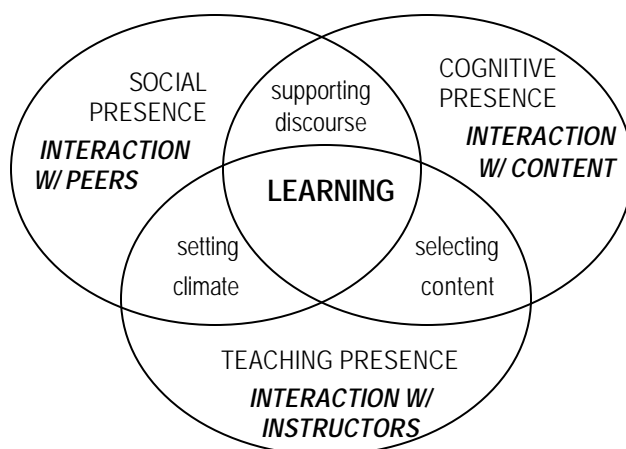 SOCIAL
PRESENCE
INTERACTION
W/ PEERS
supporting
discourse
COGNITIVE
PRESENCE
INTERACTION
W/ CONTENT
LEARNING
setting
climate
selecting
content
TEACHING PRESENCE
INTERACTION W/
INSTRUCTORS